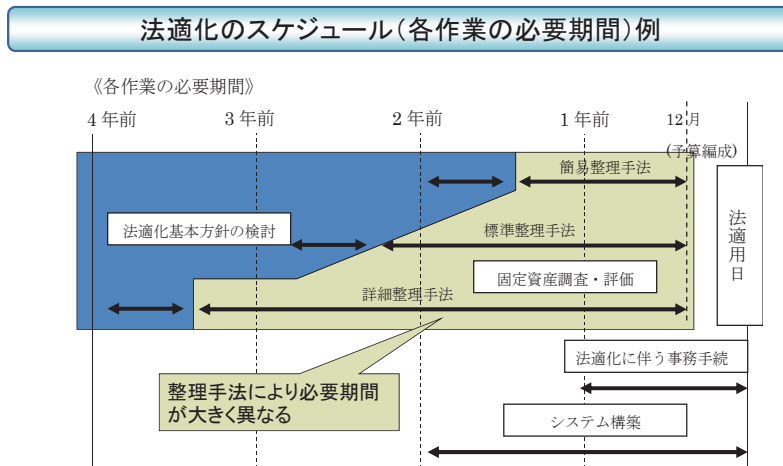 法適化のスケジュール（各作業の必要期間）例
《各作業の必要期間》
4 年前
3 年前
2 年前
1 年前
12 月
(予算編成)
簡易整理手法
法適化基本方針の検討
標準整理手法
固定資産調査・評価
詳細整理手法
法適用日
法適化に伴う事務手続
整理手法により必要期間
が大きく異なる
システム構築